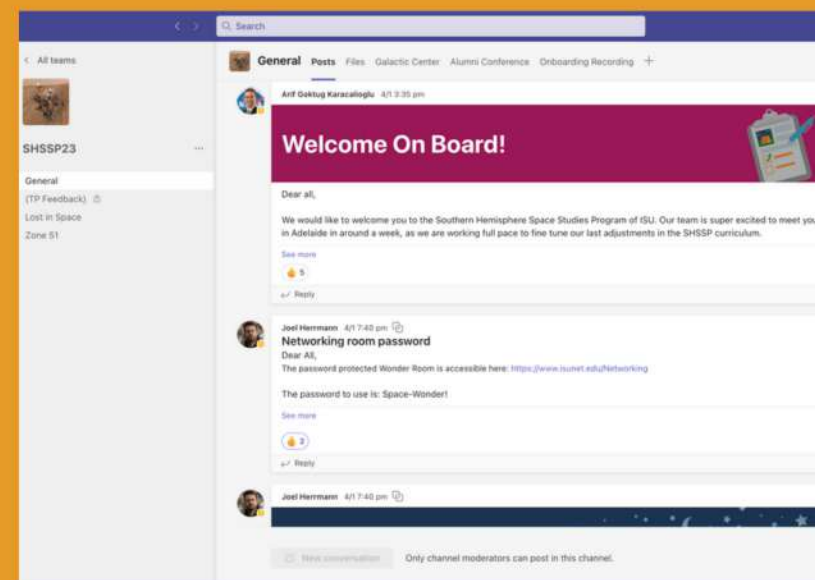 Search
All teams
SHSSP23
...
General
(TP Feedback)
Lost in Space
Zone 51
General Posts Files Galactic Center Alumni Conference Onboarding Recording +
Arif Goktug Karacalioglu 4/1 3:35 pm
Welcome On Board!
Dear all,
We would like to welcome you to the Southern Hemisphere Space Studies Program of ISU. Our team is super excited to meet you
in Adelaide in around a week, as we are working full pace to fine tune our last adjustments in the SHSSP curriculum.
See more
5
Reply
Joel Herrmann 4/1 7:40 pm
Networking room password
Dear All,
The password protected Wonder Room is accessible here: https://www.isunet.edu/Networking
The password to use is: Space-Wonder!
See more
2
Reply
Joel Herrmann 4/1 7:40 pm
New conversation Only channel moderators can post in this channel.